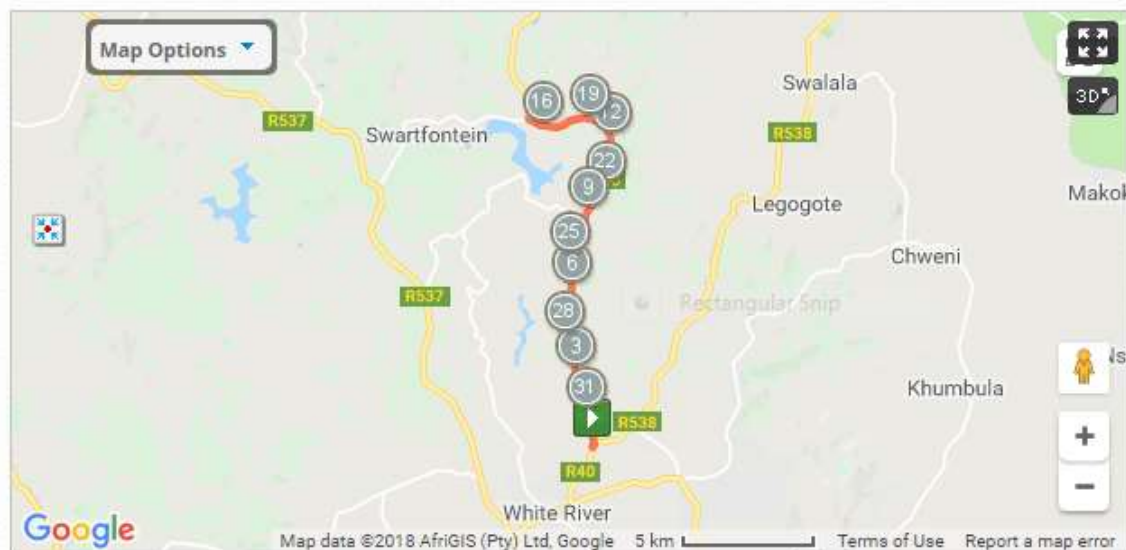 Map Options
Swalala
3D
16
19
12
R537
R538
Swartfontein
22
9
Makok
Legogote
25
Chweni
6
R537
28
Rectangular Snip
3
31
Khumbula
R538
R40
White River
Google
Map data ©2018 AfriGIS (Pty) Ltd, Google 5 km Terms of Use Report a map error